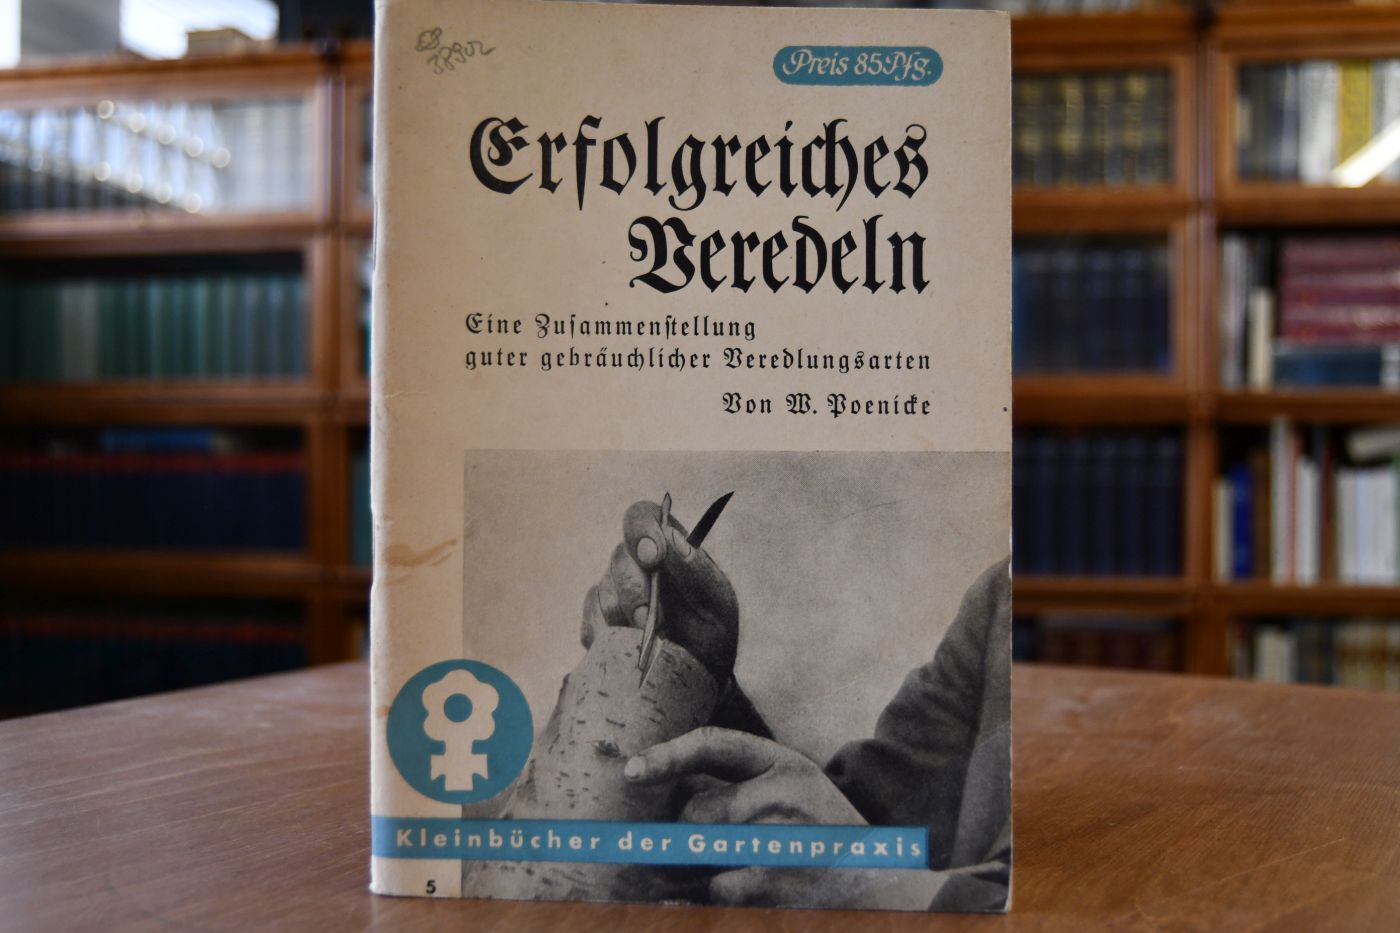 Preis 85 Pfg.
Erfolgreiches
Veredeln
Eine Zusammenstellung
guter gebräuchlicher Veredlungsarten
Von W. Poenicke
Kleinbücher der Gartenpraxis
5